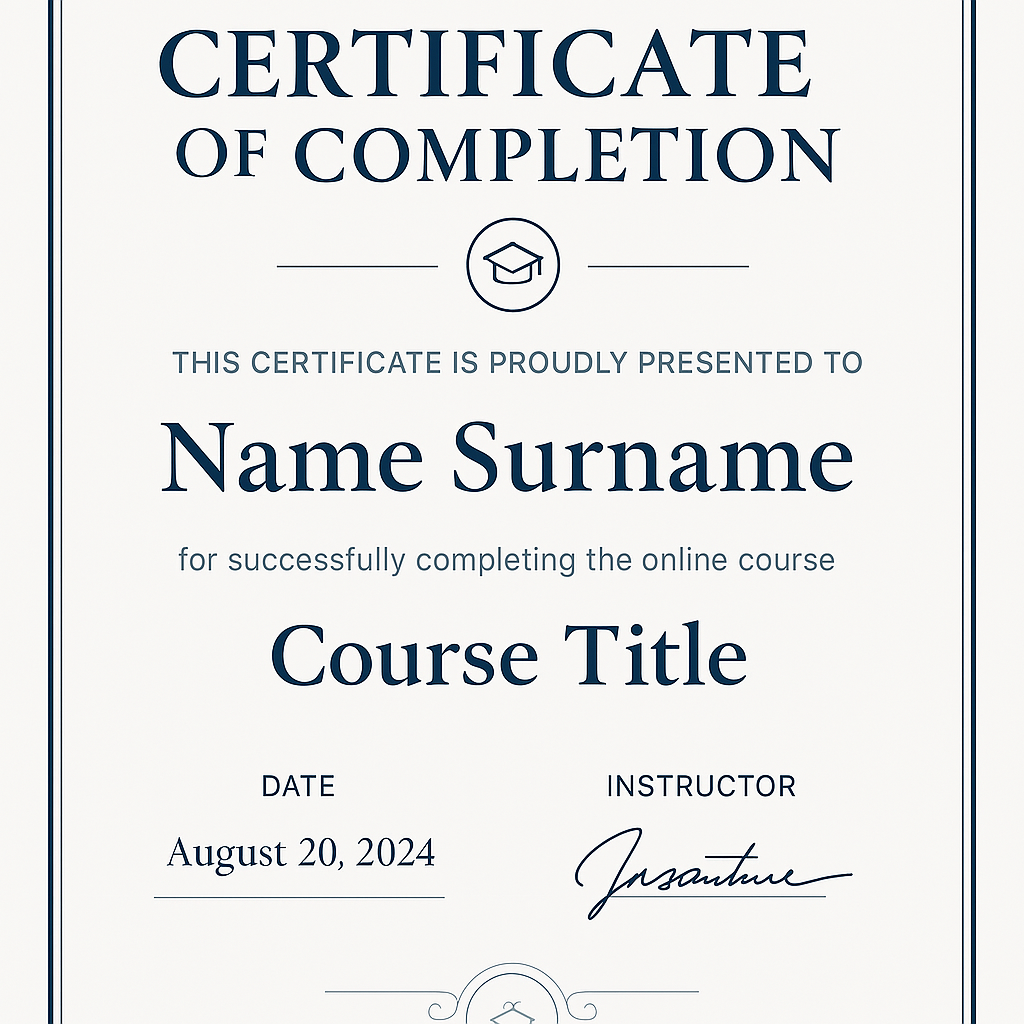 CERTIFICATE
OF COMPLETION
THIS CERTIFICATE IS PROUDLY PRESENTED TO
Name Surname
for successfully completing the online course
Course Title
DATE
August 20, 2024
INSTRUCTOR